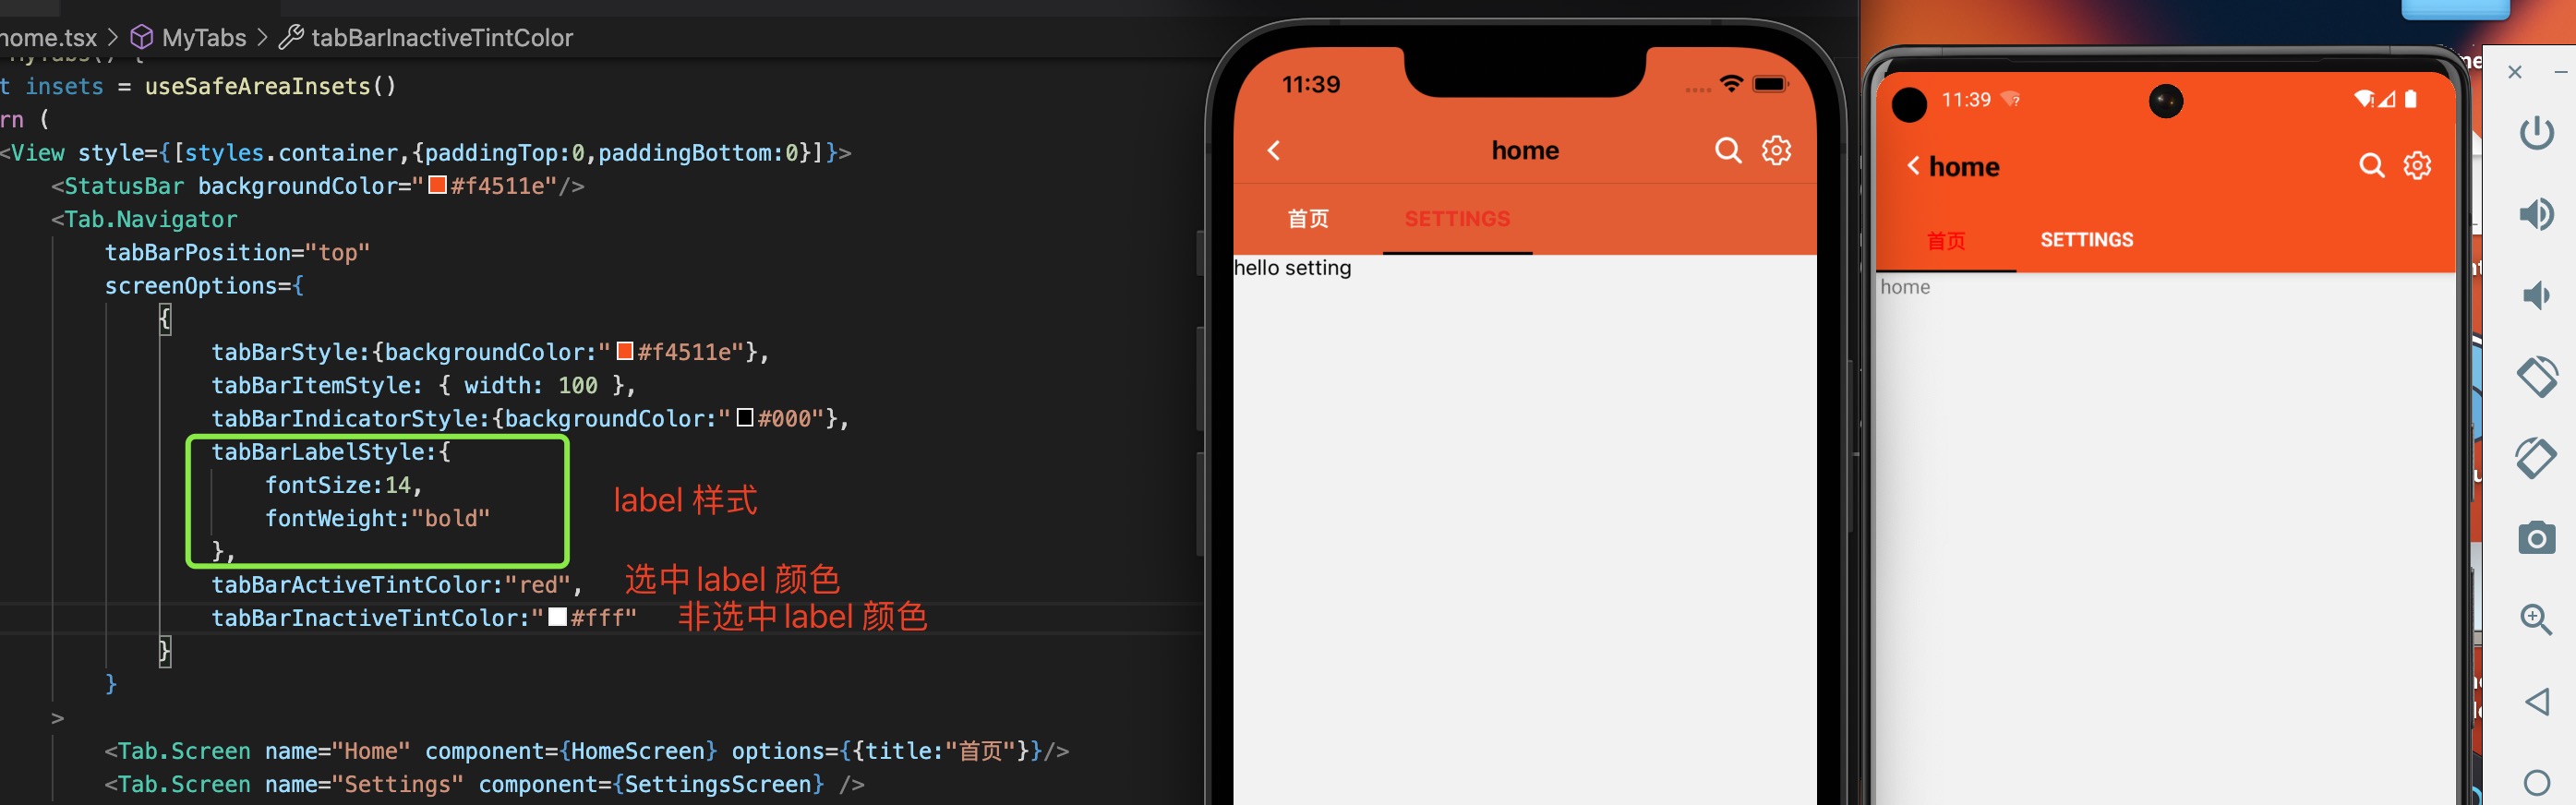 home.tsx > MyTabs > tabBarInactiveTintColor
MyTabs() {
t insets = useSafeAreaInsets()
rn (
<View style={[styles.container,{paddingTop:0,paddingBottom:0}]}>
<StatusBar backgroundColor="#f4511e"/>
<Tab.Navigator
tabBarPosition="top"
screenOptions={
{
tabBarStyle:{backgroundColor:"#f4511e"},
tabBarItemStyle: { width: 100 },
tabBarIndicatorStyle:{backgroundColor:"#000"},
tabBarLabelStyle:{
fontSize:14,
fontWeight:"bold"
},
label 样式
tabBarActiveTintColor:"red",
选中 label 颜色
tabBarInactiveTintColor:"#fff"
非选中 label 颜色
}
}
>
<Tab.Screen name="Home" component={HomeScreen} options={{title:"首页"}}/>
<Tab.Screen name="Settings" component={SettingsScreen} />
11:39
home
首页 SETTINGS
hello setting
11:39
home
首页 SETTINGS
home